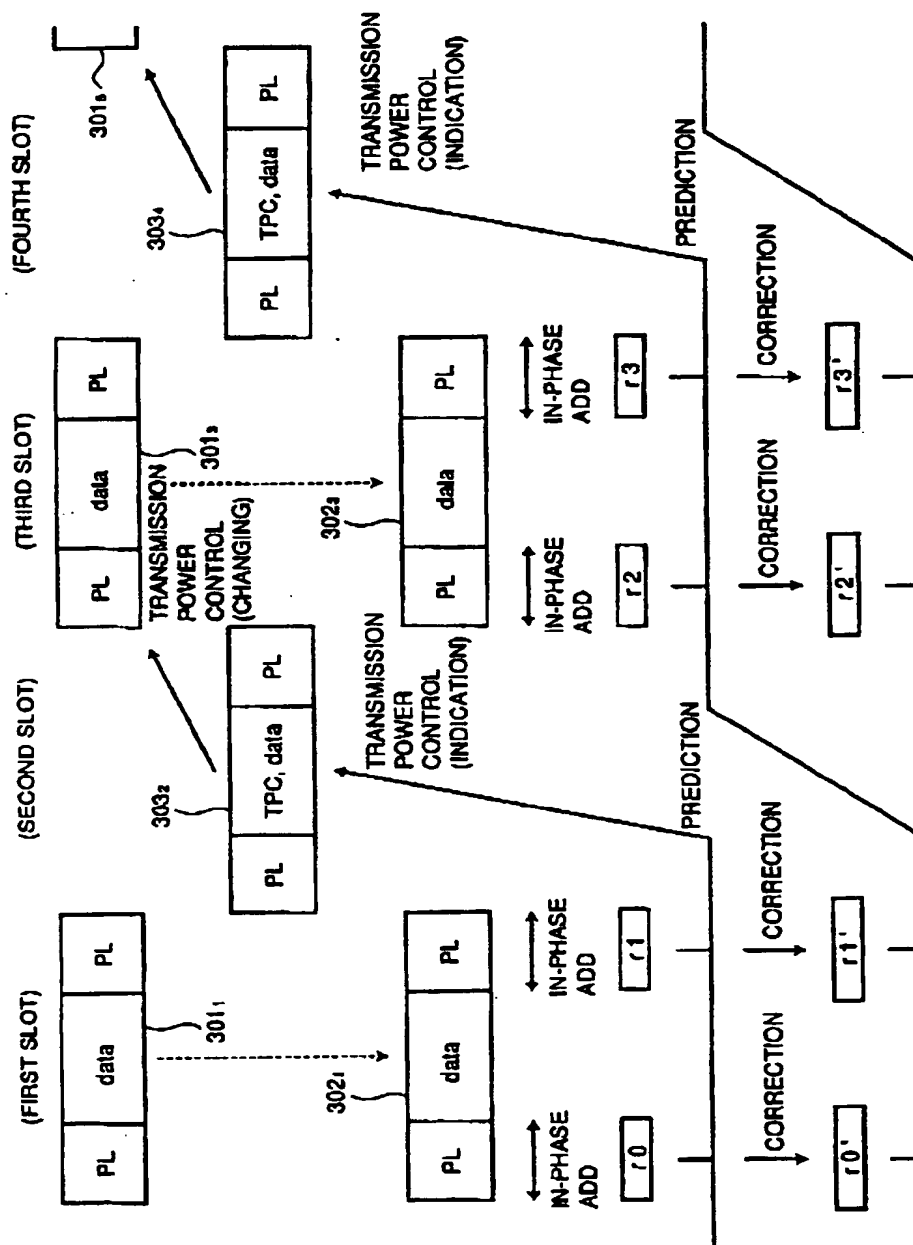 (FIRST SLOT)
(SECOND SLOT)
(THIRD SLOT)
(FOURTH SLOT)
PL
data
PL
301₁
PL
data
PL
301₃
301₅
TRANSMISSION
POWER
CONTROL
(CHANGING)
303₂
PL
TPC, data
PL
303₄
PL
TPC, data
PL
302₁
PL
data
PL
TRANSMISSION
POWER
CONTROL
(INDICATION)
302₃
PL
data
PL
TRANSMISSION
POWER
CONTROL
(INDICATION)
IN-PHASE
ADD
IN-PHASE
ADD
IN-PHASE
ADD
IN-PHASE
ADD
r0
r1
r2
r3
PREDICTION
PREDICTION
CORRECTION
CORRECTION
CORRECTION
CORRECTION
r0'
r1'
r2'
r3'